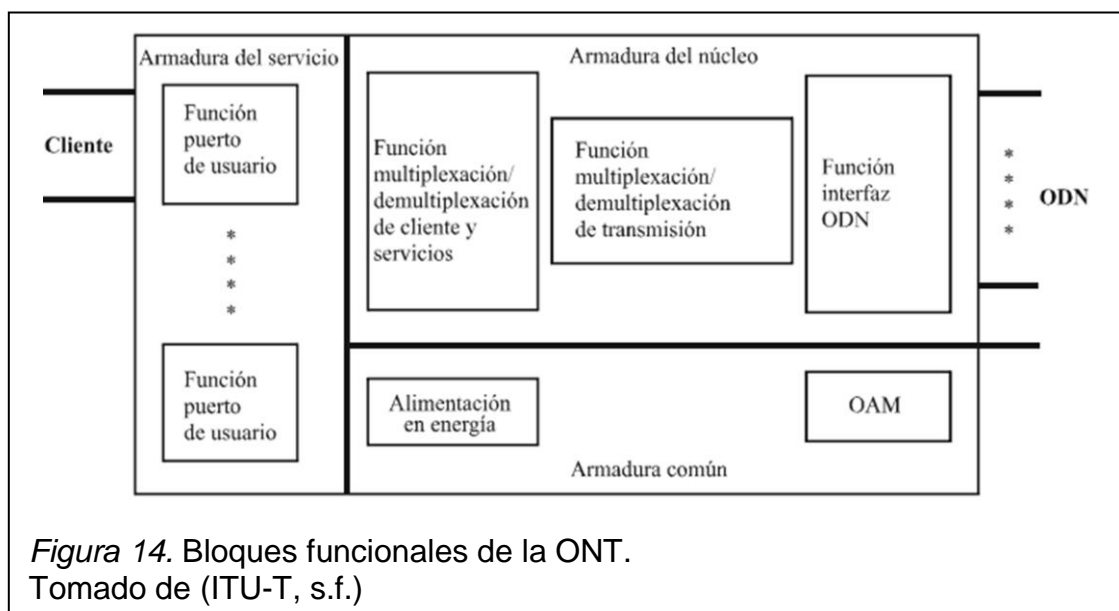 Armadura del servicio
Armadura del núcleo
Cliente
Función
puerto
de usuario
*
*
*
*
Función
puerto
de usuario
Función
multiplexación/
demultiplexación
de cliente y
servicios
Función
multiplexación/
demultiplexación
de transmisión
Función
interfaz
ODN
*
*
*
*
ODN
Alimentación
en energía
OAM
Armadura común
Figura 14. Bloques funcionales de la ONT.
Tomado de (ITU-T, s.f.)